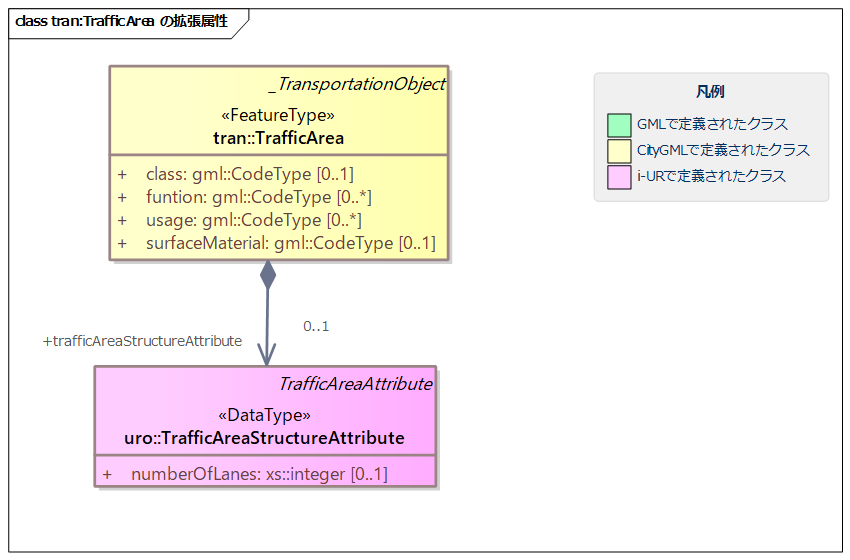 class tran:TrafficArea の拡張属性
_TransportationObject
«FeatureType»
tran::TrafficArea
+ class: gml::CodeType [0..1]
+ funtion: gml::CodeType [0..*]
+ usage: gml::CodeType [0..*]
+ surfaceMaterial: gml::CodeType [0..1]
凡例
GMLで定義されたクラス
CityGMLで定義されたクラス
i-URで定義されたクラス
0..1
+trafficAreaStructureAttribute
TrafficAreaAttribute
«DataType»
uro::TrafficAreaStructureAttribute
+ numberOfLanes: xs::integer [0..1]